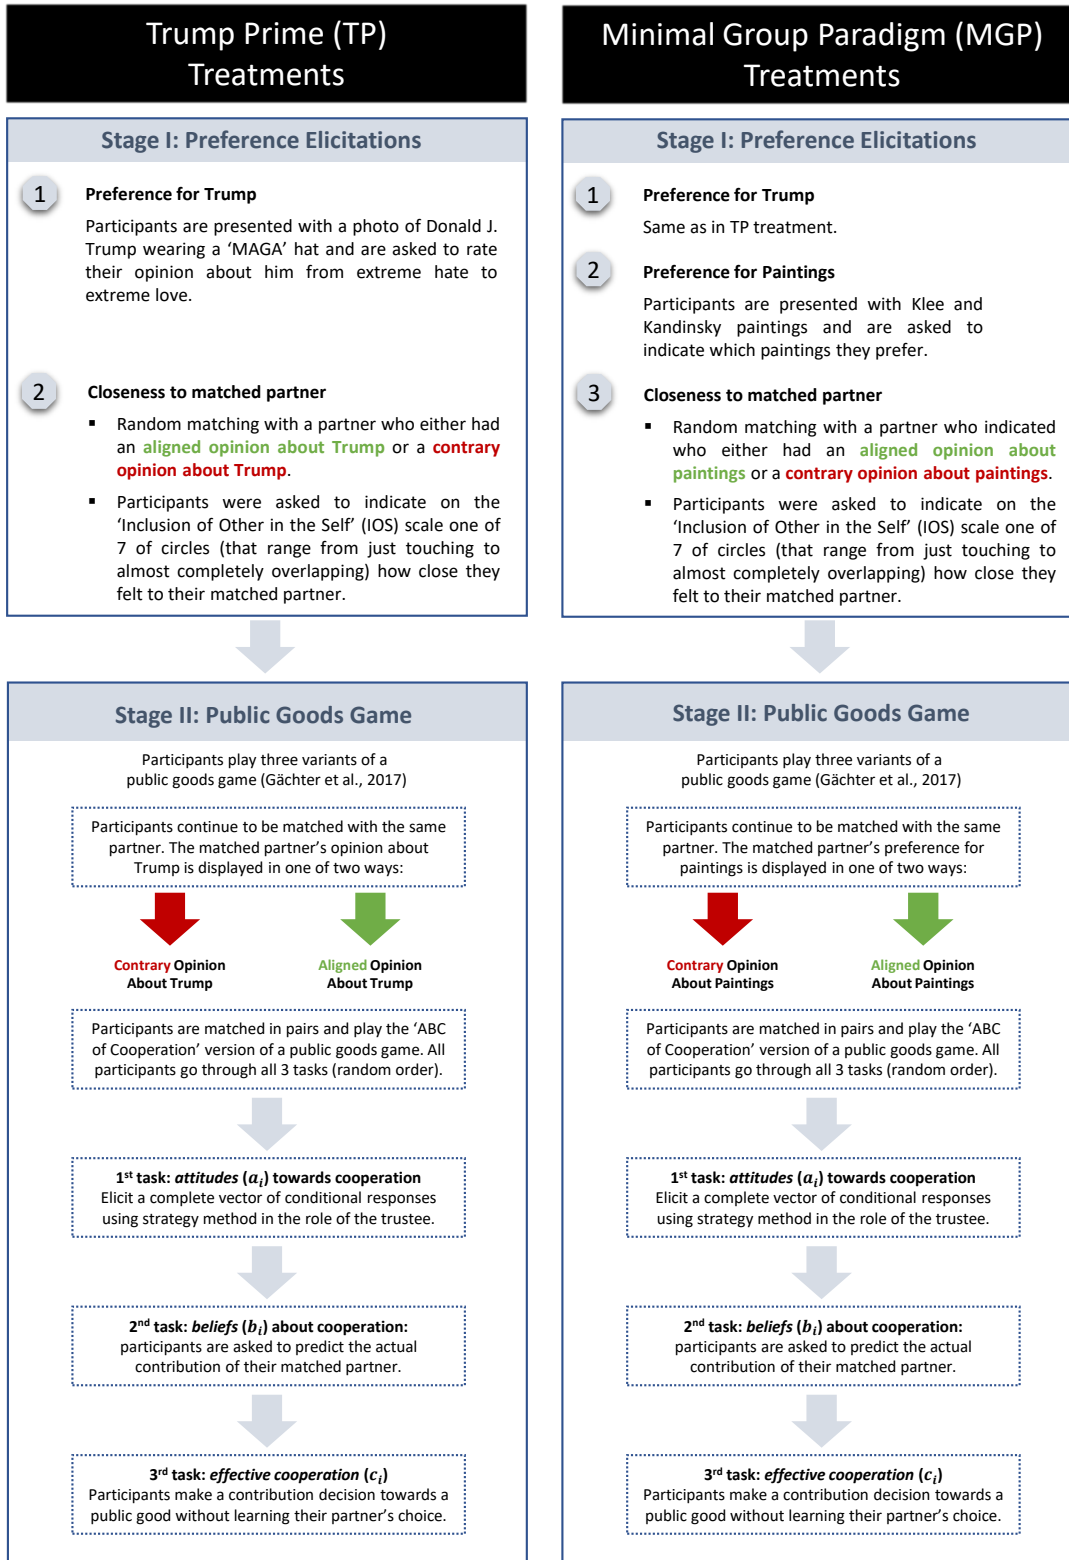 Trump Prime (TP)
Treatments
Stage I: Preference Elicitations
1
Preference for Trump
Participants are presented with a photo of Donald J.
Trump wearing a ‘MAGA’ hat and are asked to rate
their opinion about him from extreme hate to
extreme love.
2
Closeness to matched partner
▪ Random matching with a partner who either had
an aligned opinion about Trump or a contrary
opinion about Trump.
▪ Participants were asked to indicate on the
‘Inclusion of Other in the Self’ (IOS) scale one of
7 of circles (that range from just touching to
almost completely overlapping) how close they
felt to their matched partner.
Stage II: Public Goods Game
Participants play three variants of a
public goods game (Gächter et al., 2017)
Participants continue to be matched with the same
partner. The matched partner’s opinion about
Trump is displayed in one of two ways:
Contrary Opinion
About Trump
Aligned Opinion
About Trump
Participants are matched in pairs and play the ‘ABC
of Cooperation’ version of a public goods game. All
participants go through all 3 tasks (random order).
1st task: attitudes (a_i) towards cooperation
Elicit a complete vector of conditional responses
using strategy method in the role of the trustee.
2nd task: beliefs (b_i) about cooperation:
participants are asked to predict the actual
contribution of their matched partner.
3rd task: effective cooperation (c_i)
Participants make a contribution decision towards a
public good without learning their partner’s choice.
Minimal Group Paradigm (MGP)
Treatments
Stage I: Preference Elicitations
1
Preference for Trump
Same as in TP treatment.
2
Preference for Paintings
Participants are presented with Klee and
Kandinsky paintings and are asked to
indicate which paintings they prefer.
3
Closeness to matched partner
▪ Random matching with a partner who indicated
who either had an aligned opinion about
paintings or a contrary opinion about paintings.
▪ Participants were asked to indicate on the
‘Inclusion of Other in the Self’ (IOS) scale one of
7 of circles (that range from just touching to
almost completely overlapping) how close they
felt to their matched partner.
Stage II: Public Goods Game
Participants play three variants of a
public goods game (Gächter et al., 2017)
Participants continue to be matched with the same
partner. The matched partner’s preference for
paintings is displayed in one of two ways:
Contrary Opinion
About Paintings
Aligned Opinion
About Paintings
Participants are matched in pairs and play the ‘ABC
of Cooperation’ version of a public goods game. All
participants go through all 3 tasks (random order).
1st task: attitudes (a_i) towards cooperation
Elicit a complete vector of conditional responses
using strategy method in the role of the trustee.
2nd task: beliefs (b_i) about cooperation:
participants are asked to predict the actual
contribution of their matched partner.
3rd task: effective cooperation (c_i)
Participants make a contribution decision towards a
public good without learning their partner’s choice.